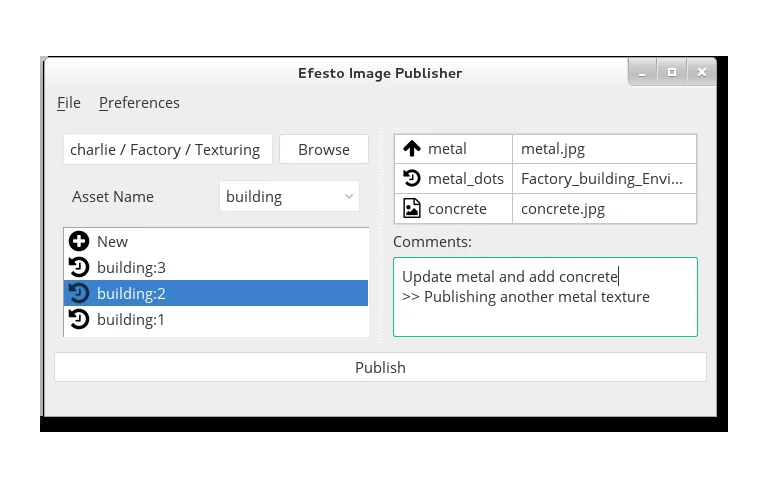 Efesto Image Publisher
File Preferences
charlie / Factory / Texturing Browse
Asset Name building
New
building:3
building:2
building:1
metal metal.jpg
metal_dots Factory_building_Envi...
concrete concrete.jpg
Comments:
Update metal and add concrete
>> Publishing another metal texture
Publish